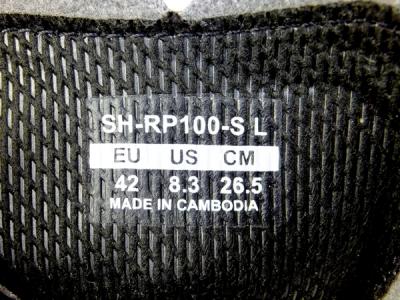 SH-RP100-S L
EU US CM
42 8.3 26.5
MADE IN CAMBODIA